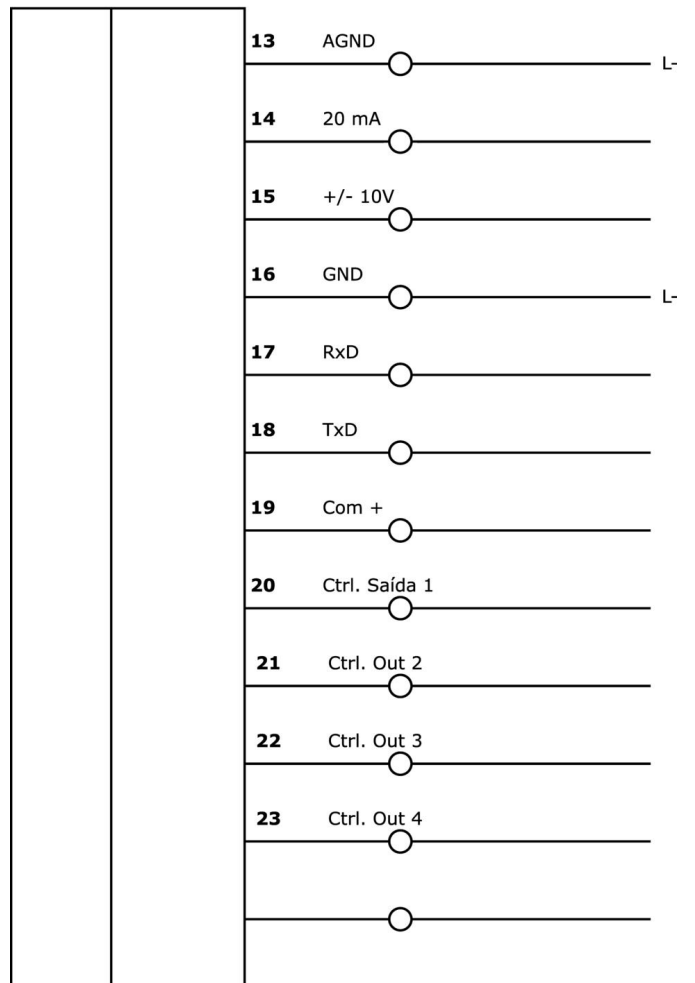 13 AGND L-
14 20 mA
15 +/- 10V
16 GND L-
17 RxD
18 TxD
19 Com +
20 Ctrl. Saída 1
21 Ctrl. Out 2
22 Ctrl. Out 3
23 Ctrl. Out 4